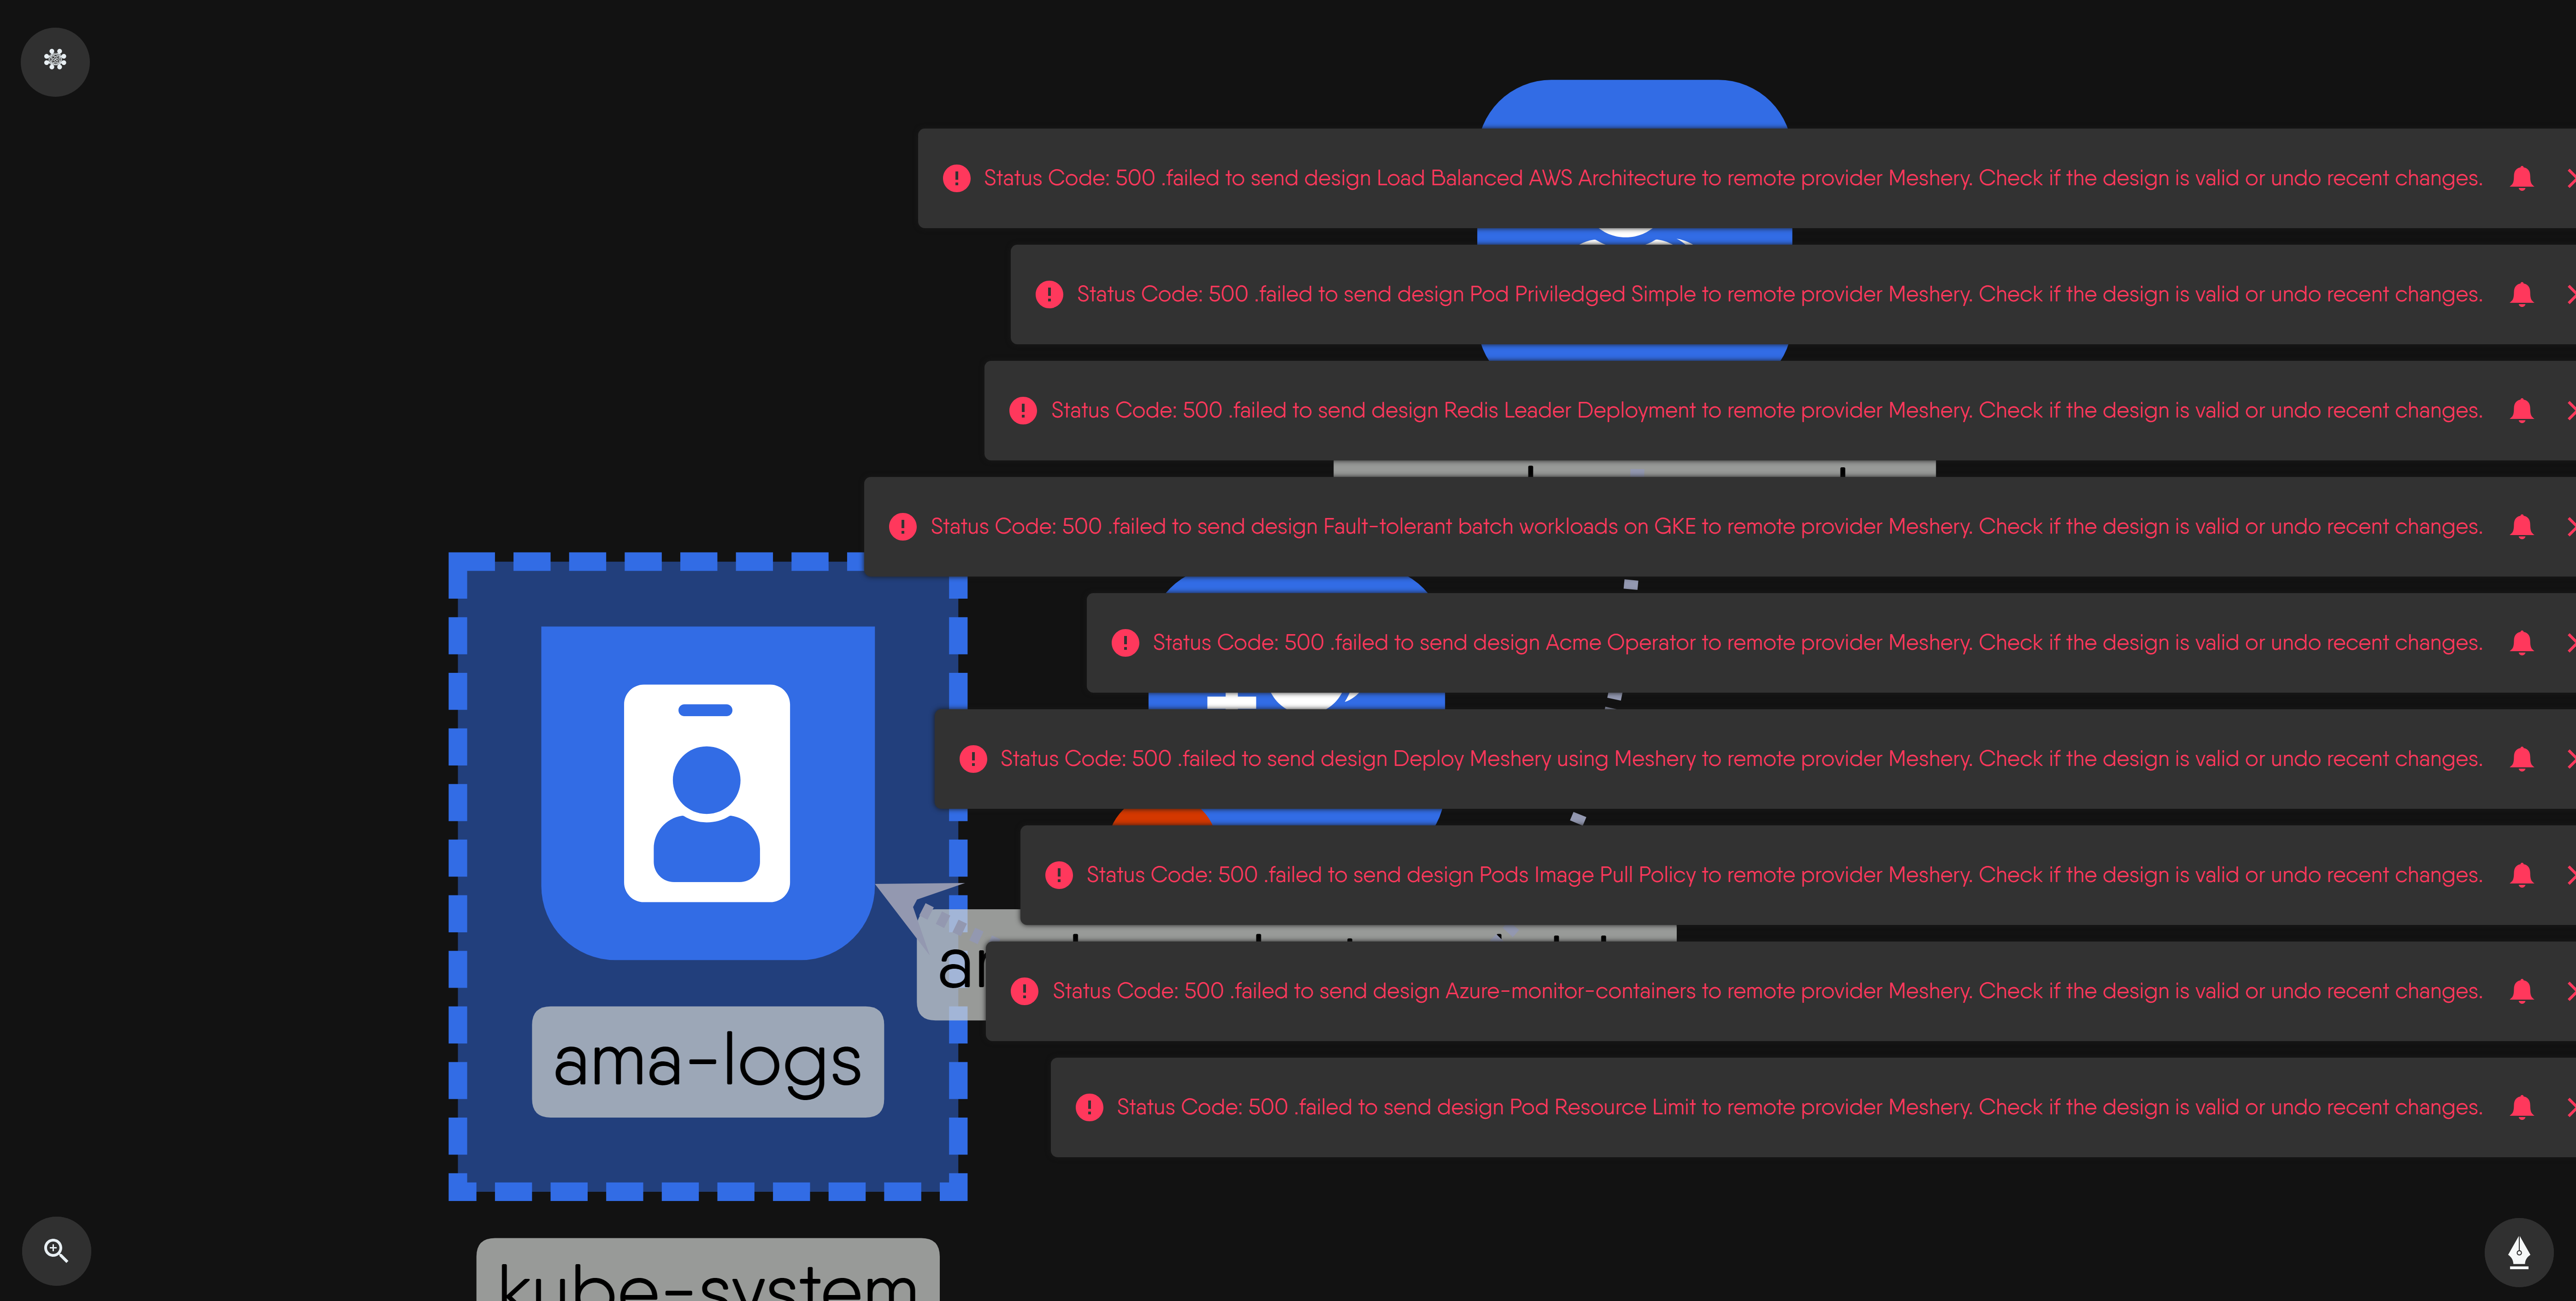 Status Code: 500 .failed to send design Load Balanced AWS Architecture to remote provider Meshery. Check if the design is valid or undo recent changes.
Status Code: 500 .failed to send design Pod Priviledged Simple to remote provider Meshery. Check if the design is valid or undo recent changes.
Status Code: 500 .failed to send design Redis Leader Deployment to remote provider Meshery. Check if the design is valid or undo recent changes.
Status Code: 500 .failed to send design Fault-tolerant batch workloads on GKE to remote provider Meshery. Check if the design is valid or undo recent changes.
Status Code: 500 .failed to send design Acme Operator to remote provider Meshery. Check if the design is valid or undo recent changes.
Status Code: 500 .failed to send design Deploy Meshery using Meshery to remote provider Meshery. Check if the design is valid or undo recent changes.
Status Code: 500 .failed to send design Pods Image Pull Policy to remote provider Meshery. Check if the design is valid or undo recent changes.
Status Code: 500 .failed to send design Azure-monitor-containers to remote provider Meshery. Check if the design is valid or undo recent changes.
ama-logs
Status Code: 500 .failed to send design Pod Resource Limit to remote provider Meshery. Check if the design is valid or undo recent changes.
kube-system